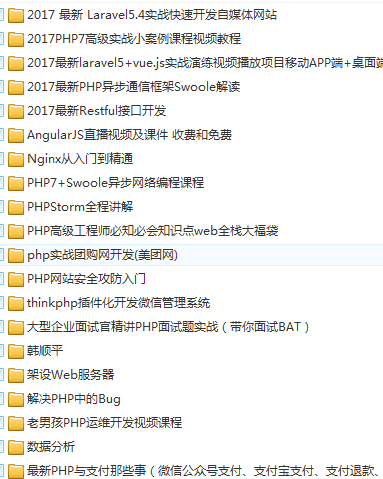 2017 最新 Laravel5.4实战快速开发自媒体网站
2017PHP7高级实战小案例课程视频教程
2017最新laravel5+vue.js实战演练视频播放项目移动APP端+桌面端
2017最新PHP异步通信框架Swoole解读
2017最新Restful接口开发
AngularJS直播视频及课件 收费和免费
Nginx从入门到精通
PHP7+Swoole异步网络编程课程
PHPStorm全程讲解
PHP高级工程师必知必会知识点web全栈大福袋
php实战团购网开发(美团网)
PHP网站安全攻防入门
thinkphp插件化开发微信管理系统
大型企业面试官精讲PHP面试题实战（带你面试BAT）
韩顺平
架设Web服务器
解决PHP中的Bug
老男孩PHP运维开发视频课程
数据分析
最新PHP与支付那些事（微信公众号支付、支付宝支付、支付退款、